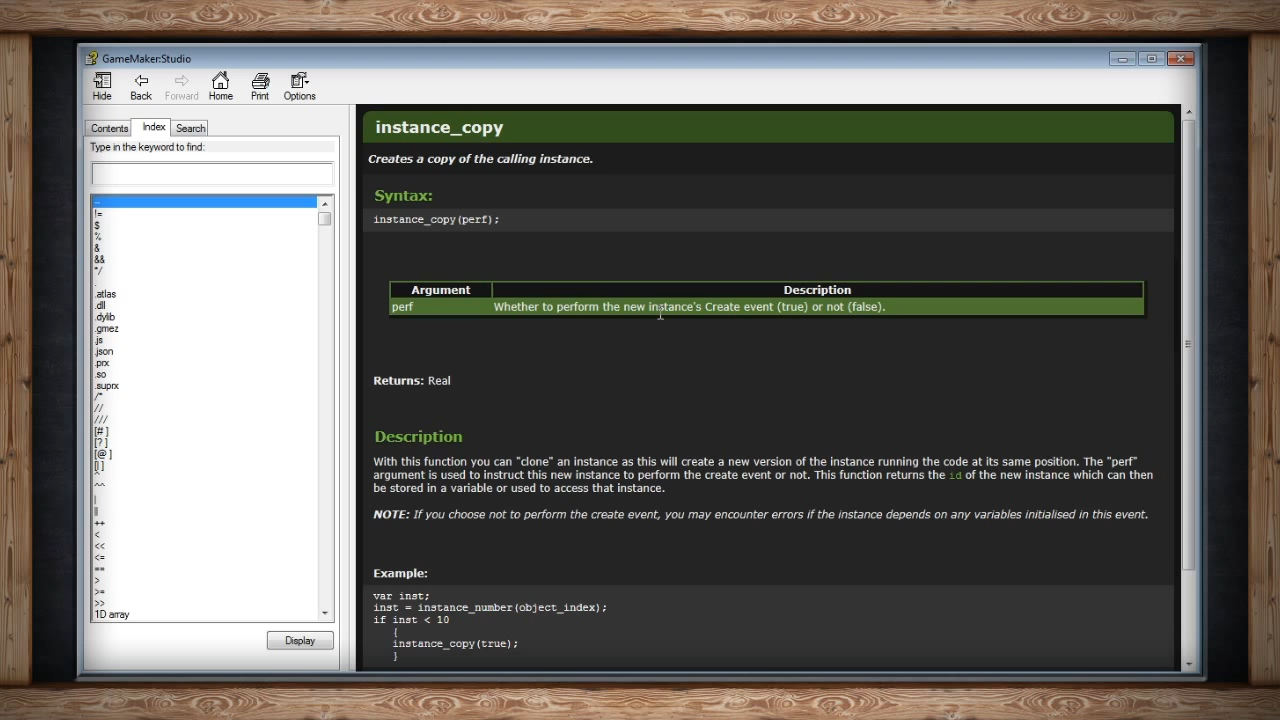 GameMaker:Studio
Hide Back Forward Home Print Options
Contents Index Search
Type in the keyword to find:
--
!=
$
%
&
&&
*/
.
.atlas
.dll
.dylib
.gmez
.js
.json
.prx
.so
.suprx
/*
//
///
[# ]
[? ]
[@ ]
[| ]
^
^^
|
||
++
<
<<
<=
==
>
>=
>>
1D array
Display
instance_copy
Creates a copy of the calling instance.
Syntax:
instance_copy(perf);
Argument Description
perf Whether to perform the new instance's Create event (true) or not (false).
Returns: Real
Description
With this function you can "clone" an instance as this will create a new version of the instance running the code at its same position. The "perf"
argument is used to instruct this new instance to perform the create event or not. This function returns the id of the new instance which can then
be stored in a variable or used to access that instance.
NOTE: If you choose not to perform the create event, you may encounter errors if the instance depends on any variables initialised in this event.
Example:
var inst;
inst = instance_number(object_index);
if inst < 10
{
instance_copy(true);
}